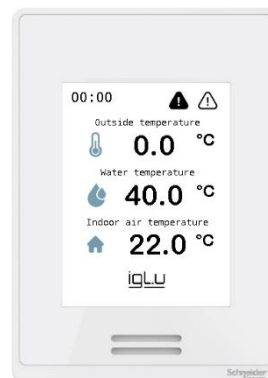 00:00
Outside temperature
0.0 °C
Water temperature
40.0 °C
Indoor air temperature
22.0 °C
igLu
Schneider